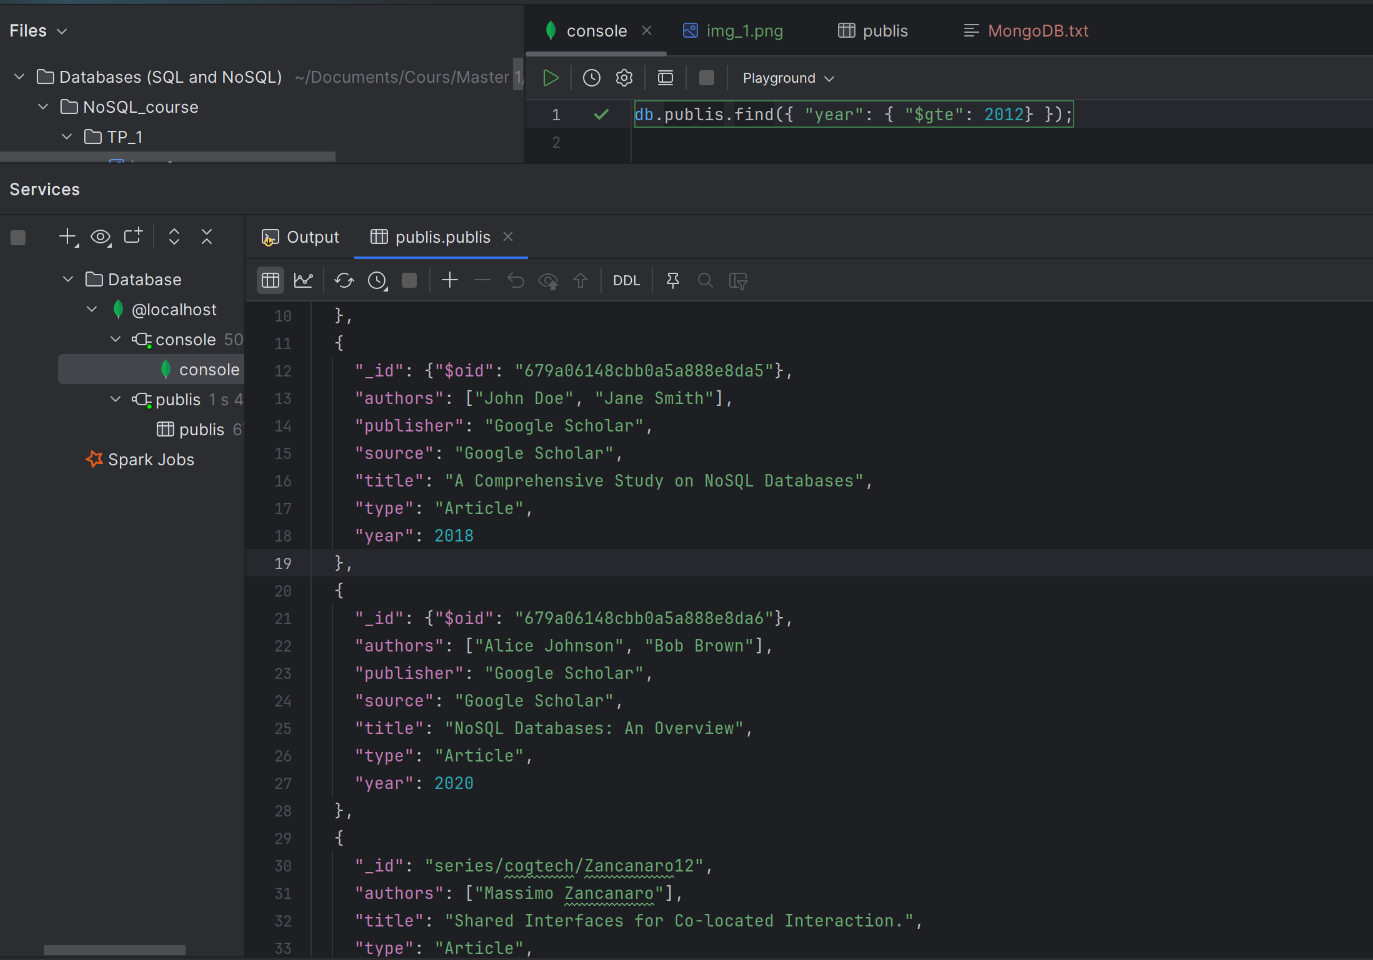 Files
console
img_1.png
publis
MongoDB.txt
Databases (SQL and NoSQL) ~/Documents/Cours/Master 1/
NoSQL_course
TP_1
Playground
1 db.publis.find({ "year": { "$gte": 2012} });
2
Services
Output
publis.publis
DDL
Database
@localhost
console 50
console
publis 1 s 4
publis 6
Spark Jobs
10 },
11 {
12 "_id": {"$oid": "679a06148cbb0a5a888e8da5"},
13 "authors": ["John Doe", "Jane Smith"],
14 "publisher": "Google Scholar",
15 "source": "Google Scholar",
16 "title": "A Comprehensive Study on NoSQL Databases",
17 "type": "Article",
18 "year": 2018
19 },
20 {
21 "_id": {"$oid": "679a06148cbb0a5a888e8da6"},
22 "authors": ["Alice Johnson", "Bob Brown"],
23 "publisher": "Google Scholar",
24 "source": "Google Scholar",
25 "title": "NoSQL Databases: An Overview",
26 "type": "Article",
27 "year": 2020
28 },
29 {
30 "_id": "series/cogtech/Zancanaro12",
31 "authors": ["Massimo Zancanaro"],
32 "title": "Shared Interfaces for Co-located Interaction.",
33 "type": "Article",